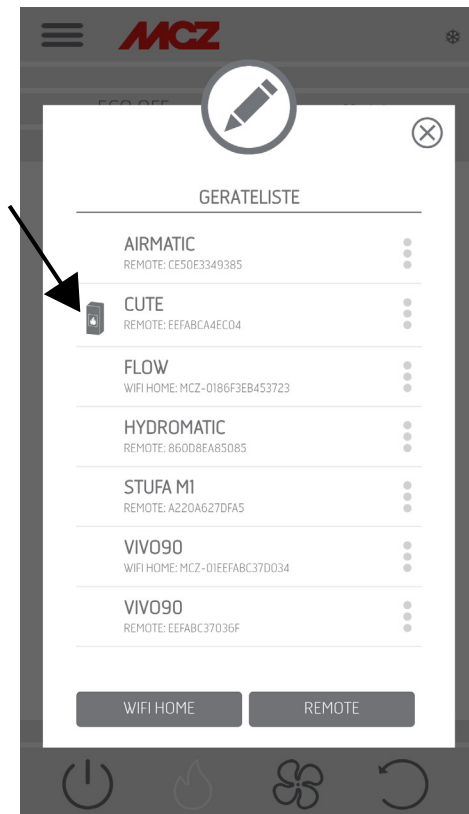 MCZ
ECO OFF
GERATELISTE
AIRMATIC
REMOTE: CE50E3349385
CUTE
REMOTE: EEFABCA4EC04
FLOW
WIFI HOME: MCZ-0186F3EB453723
HYDROMATIC
REMOTE: 860D8EA85085
STUFA M1
REMOTE: A220A627DFA5
VIVO90
WIFI HOME: MCZ-01EEFABC37D034
VIVO90
REMOTE: EEFABC37036F
WIFI HOME REMOTE